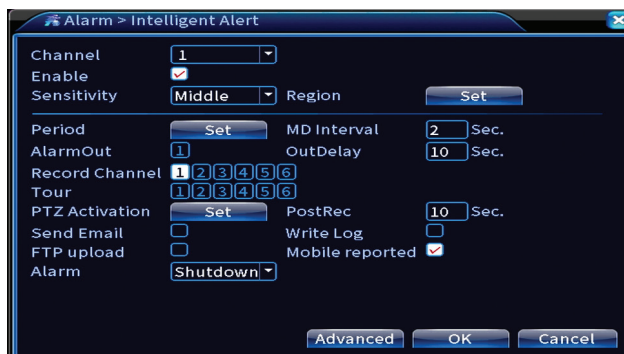 Alarm > Intelligent Alert
Channel 1
Enable
Sensitivity Middle Region Set
Period Set MD Interval 2 Sec.
AlarmOut 1 OutDelay 10 Sec.
Record Channel 1 2 3 4 5 6
Tour 1 2 3 4 5 6
PTZ Activation Set PostRec 10 Sec.
Send Email Write Log
FTP upload Mobile reported
Alarm Shutdown
Advanced OK Cancel